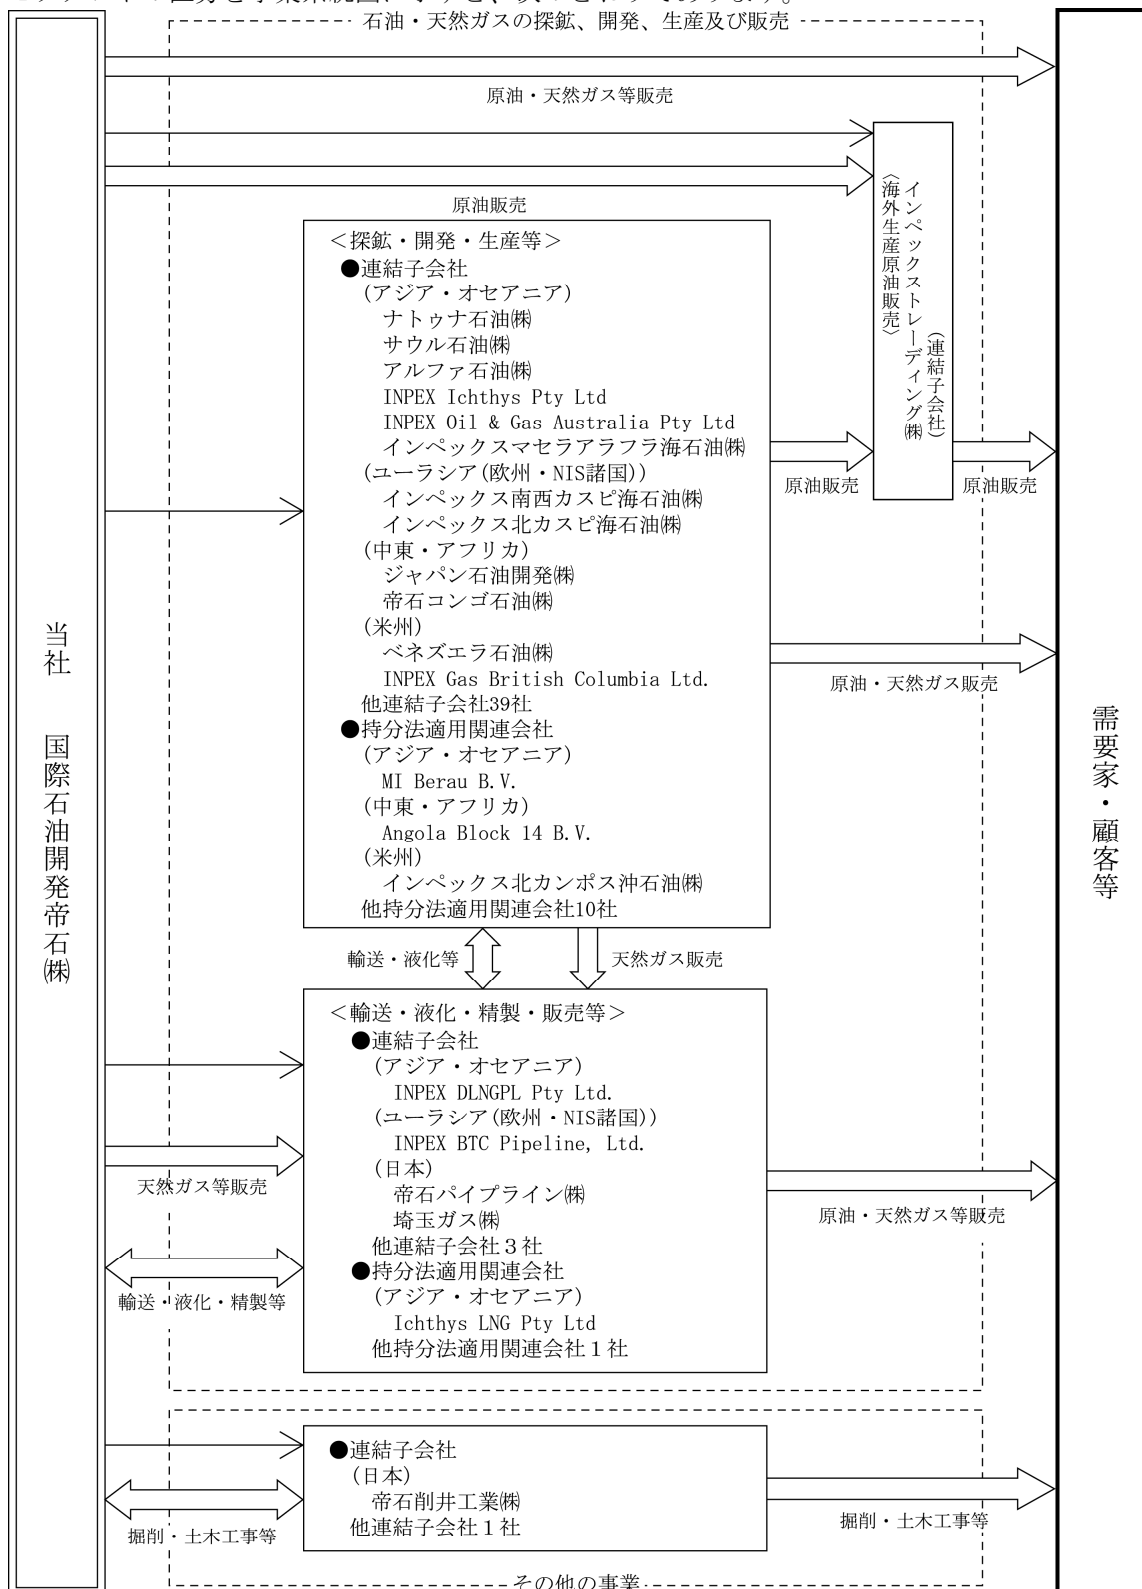 石油・天然ガスの探鉱、開発、生産及び販売
原油・天然ガス等販売
原油販売
インペックストレーディング㈱
〈海外生産原油販売〉
(連結子会社)
<探鉱・開発・生産等>
●連結子会社
(アジア・オセアニア)
ナトゥナ石油㈱
サウル石油㈱
アルファ石油㈱
INPEX Ichthys Pty Ltd
INPEX Oil & Gas Australia Pty Ltd
インペックスマセラアラフラ海石油㈱
(ユーラシア(欧州・NIS諸国))
インペックス南西カスピ海石油㈱
インペックス北カスピ海石油㈱
(中東・アフリカ)
ジャパン石油開発㈱
帝石コンゴ石油㈱
(米州)
ベネズエラ石油㈱
INPEX Gas British Columbia Ltd.
他連結子会社39社
●持分法適用関連会社
(アジア・オセアニア)
MI Berau B.V.
(中東・アフリカ)
Angola Block 14 B.V.
(米州)
インペックス北カンポス沖石油㈱
他持分法適用関連会社10社
原油販売
原油販売
原油・天然ガス販売
当社 国際石油開発帝石㈱
需要家・顧客等
輸送・液化等
天然ガス販売
<輸送・液化・精製・販売等>
●連結子会社
(アジア・オセアニア)
INPEX DLNGPL Pty Ltd.
(ユーラシア(欧州・NIS諸国))
INPEX BTC Pipeline, Ltd.
(日本)
帝石パイプライン㈱
埼玉ガス㈱
他連結子会社3社
●持分法適用関連会社
(アジア・オセアニア)
Ichthys LNG Pty Ltd
他持分法適用関連会社1社
天然ガス等販売
輸送・液化・精製等
原油・天然ガス等販売
●連結子会社
(日本)
帝石削井工業㈱
他連結子会社1社
掘削・土木工事等
掘削・土木工事等
その他の事業